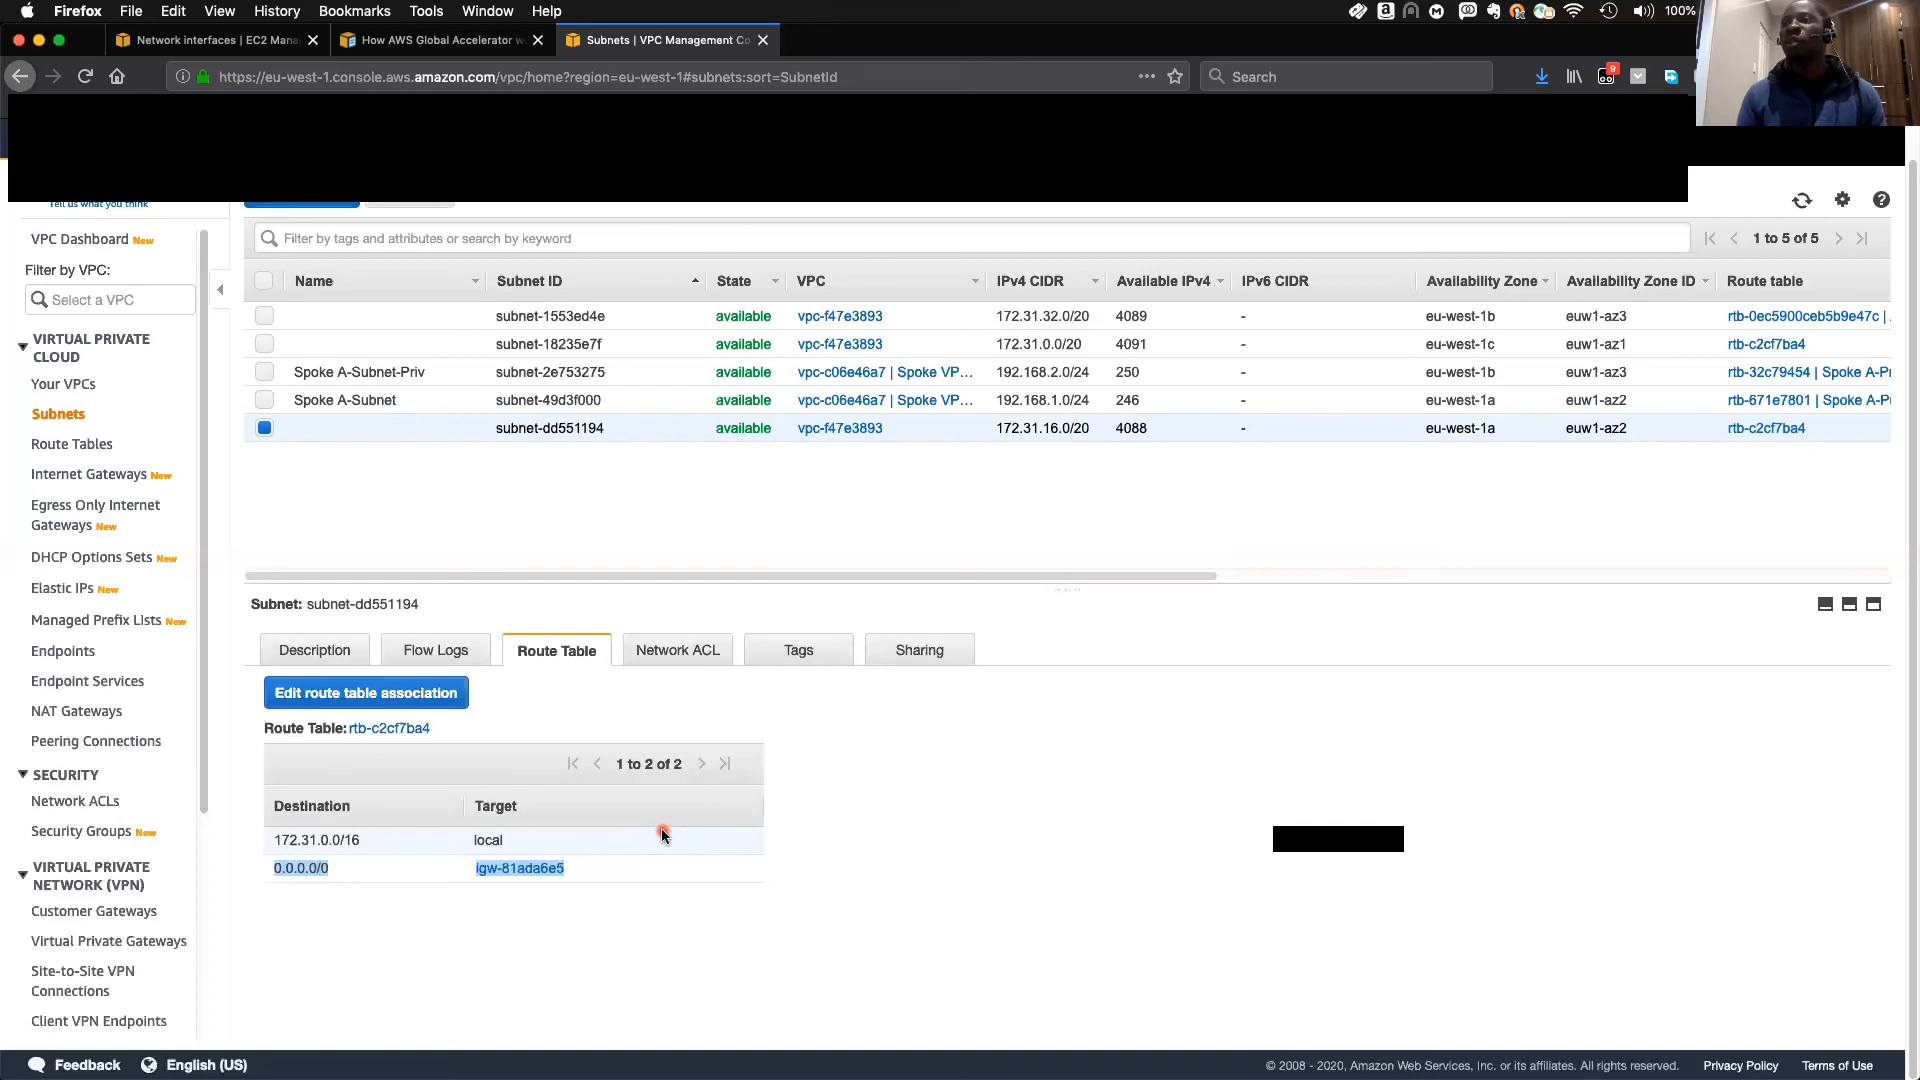 Firefox File Edit View History Bookmarks Tools Window Help 100%
Network interfaces | EC2 Mana
How AWS Global Accelerator w
Subnets | VPC Management Co
https://eu-west-1.console.aws.amazon.com/vpc/home?region=eu-west-1#subnets:sort=SubnetId
Search
9
Tell us what you think
VPC Dashboard New
Filter by VPC:
Select a VPC
VIRTUAL PRIVATE
CLOUD
Your VPCs
Subnets
Route Tables
Internet Gateways New
Egress Only Internet
Gateways New
DHCP Options Sets New
Elastic IPs New
Managed Prefix Lists New
Endpoints
Endpoint Services
NAT Gateways
Peering Connections
SECURITY
Network ACLs
Security Groups New
VIRTUAL PRIVATE
NETWORK (VPN)
Customer Gateways
Virtual Private Gateways
Site-to-Site VPN
Connections
Client VPN Endpoints
Filter by tags and attributes or search by keyword
1 to 5 of 5
Name Subnet ID State VPC IPv4 CIDR Available IPv4 IPv6 CIDR Availability Zone Availability Zone ID Route table
subnet-1553ed4e available vpc-f47e3893 172.31.32.0/20 4089 - eu-west-1b euw1-az3 rtb-0ec5900ceb5b9e47c |
subnet-18235e7f available vpc-f47e3893 172.31.0.0/20 4091 - eu-west-1c euw1-az1 rtb-c2cf7ba4
Spoke A-Subnet-Priv subnet-2e753275 available vpc-c06e46a7 | Spoke VP... 192.168.2.0/24 250 - eu-west-1b euw1-az3 rtb-32c79454 | Spoke A-Pr
Spoke A-Subnet subnet-49d3f000 available vpc-c06e46a7 | Spoke VP... 192.168.1.0/24 246 - eu-west-1a euw1-az2 rtb-671e7801 | Spoke A-Pu
subnet-dd551194 available vpc-f47e3893 172.31.16.0/20 4088 - eu-west-1a euw1-az2 rtb-c2cf7ba4
Subnet: subnet-dd551194
Description Flow Logs Route Table Network ACL Tags Sharing
Edit route table association
Route Table: rtb-c2cf7ba4
1 to 2 of 2
Destination Target
172.31.0.0/16 local
0.0.0.0/0 igw-81ada6e5
Feedback English (US)
© 2008 - 2020, Amazon Web Services, Inc. or its affiliates. All rights reserved. Privacy Policy Terms of Use